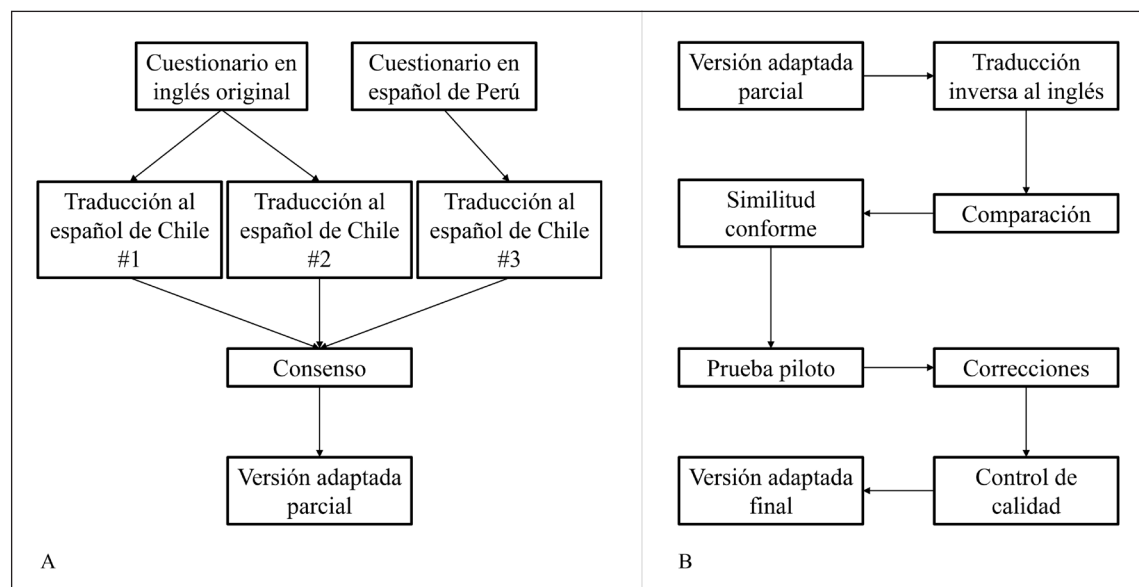 Cuestionario en
inglés original
Cuestionario en
español de Perú
Traducción al
español de Chile
#1
Traducción al
español de Chile
#2
Traducción al
español de Chile
#3
Consenso
Versión adaptada
parcial
A
Versión adaptada
parcial
Traducción
inversa al inglés
Comparación
Similitud
conforme
Prueba piloto
Correcciones
Control de
calidad
Versión adaptada
final
B